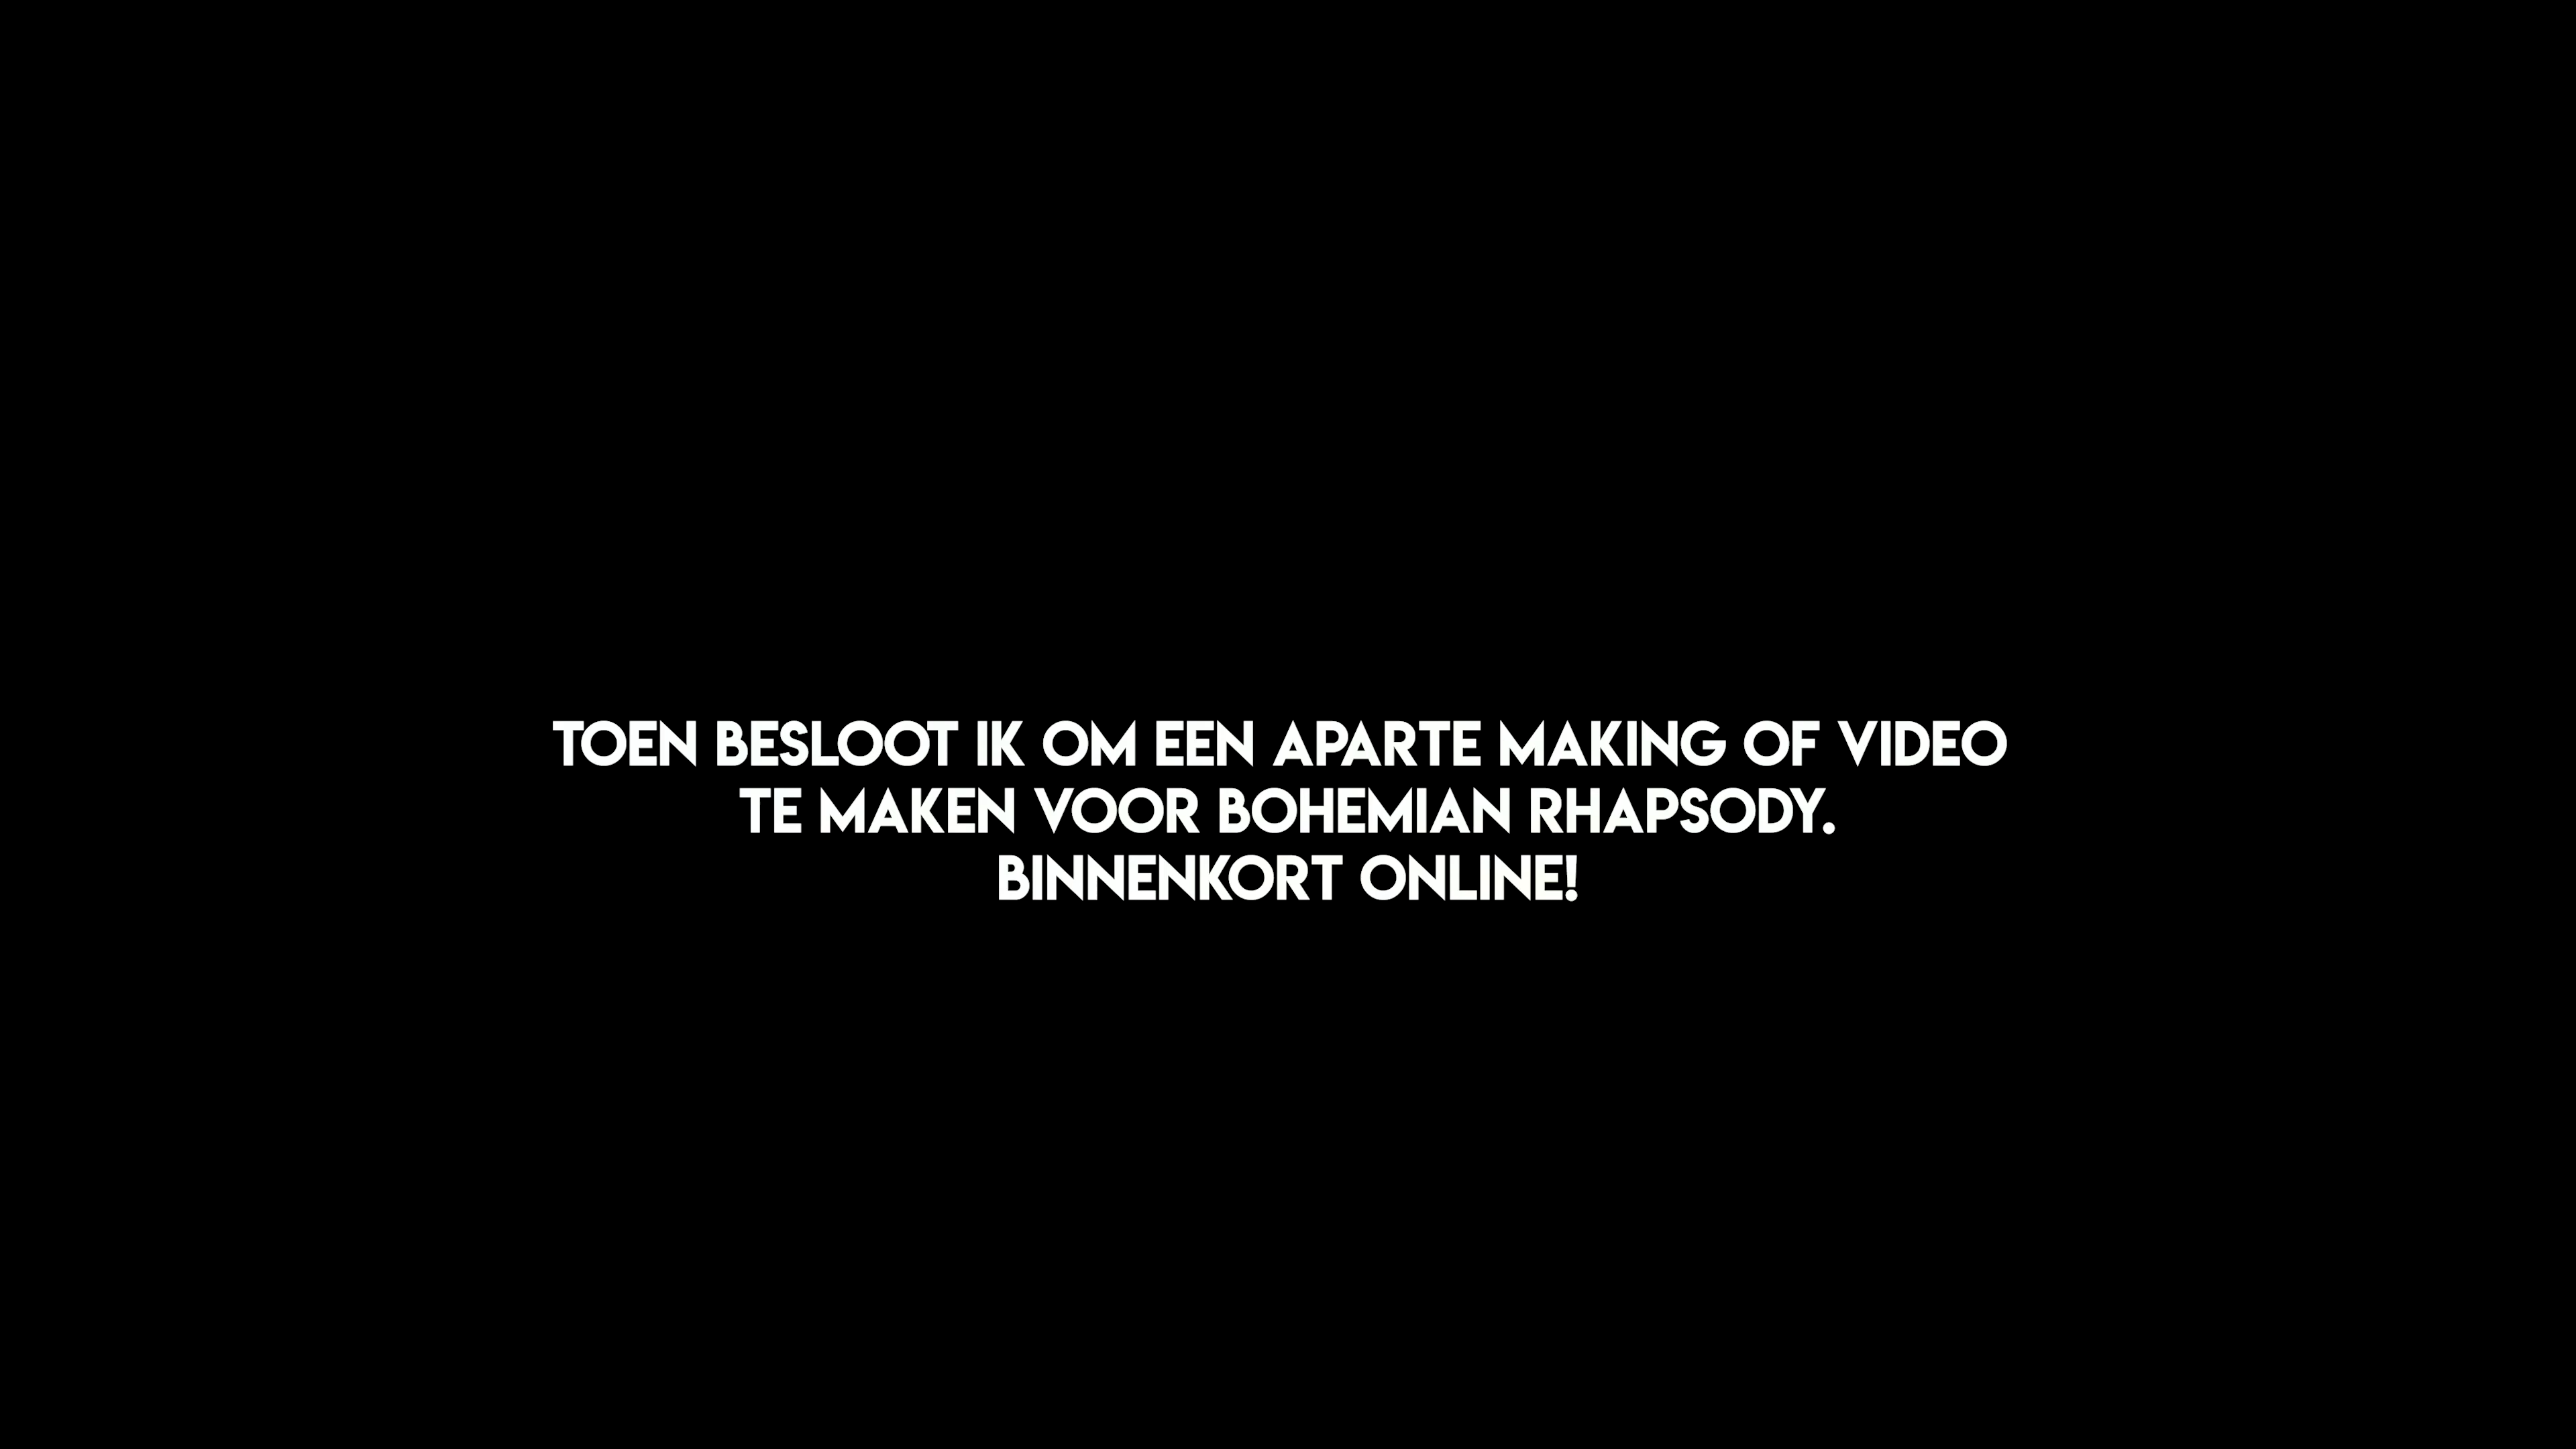 TOEN BESLOOT IK OM EEN APARTE MAKING OF VIDEO
TE MAKEN VOOR BOHEMIAN RHAPSODY.
BINNENKORT ONLINE!